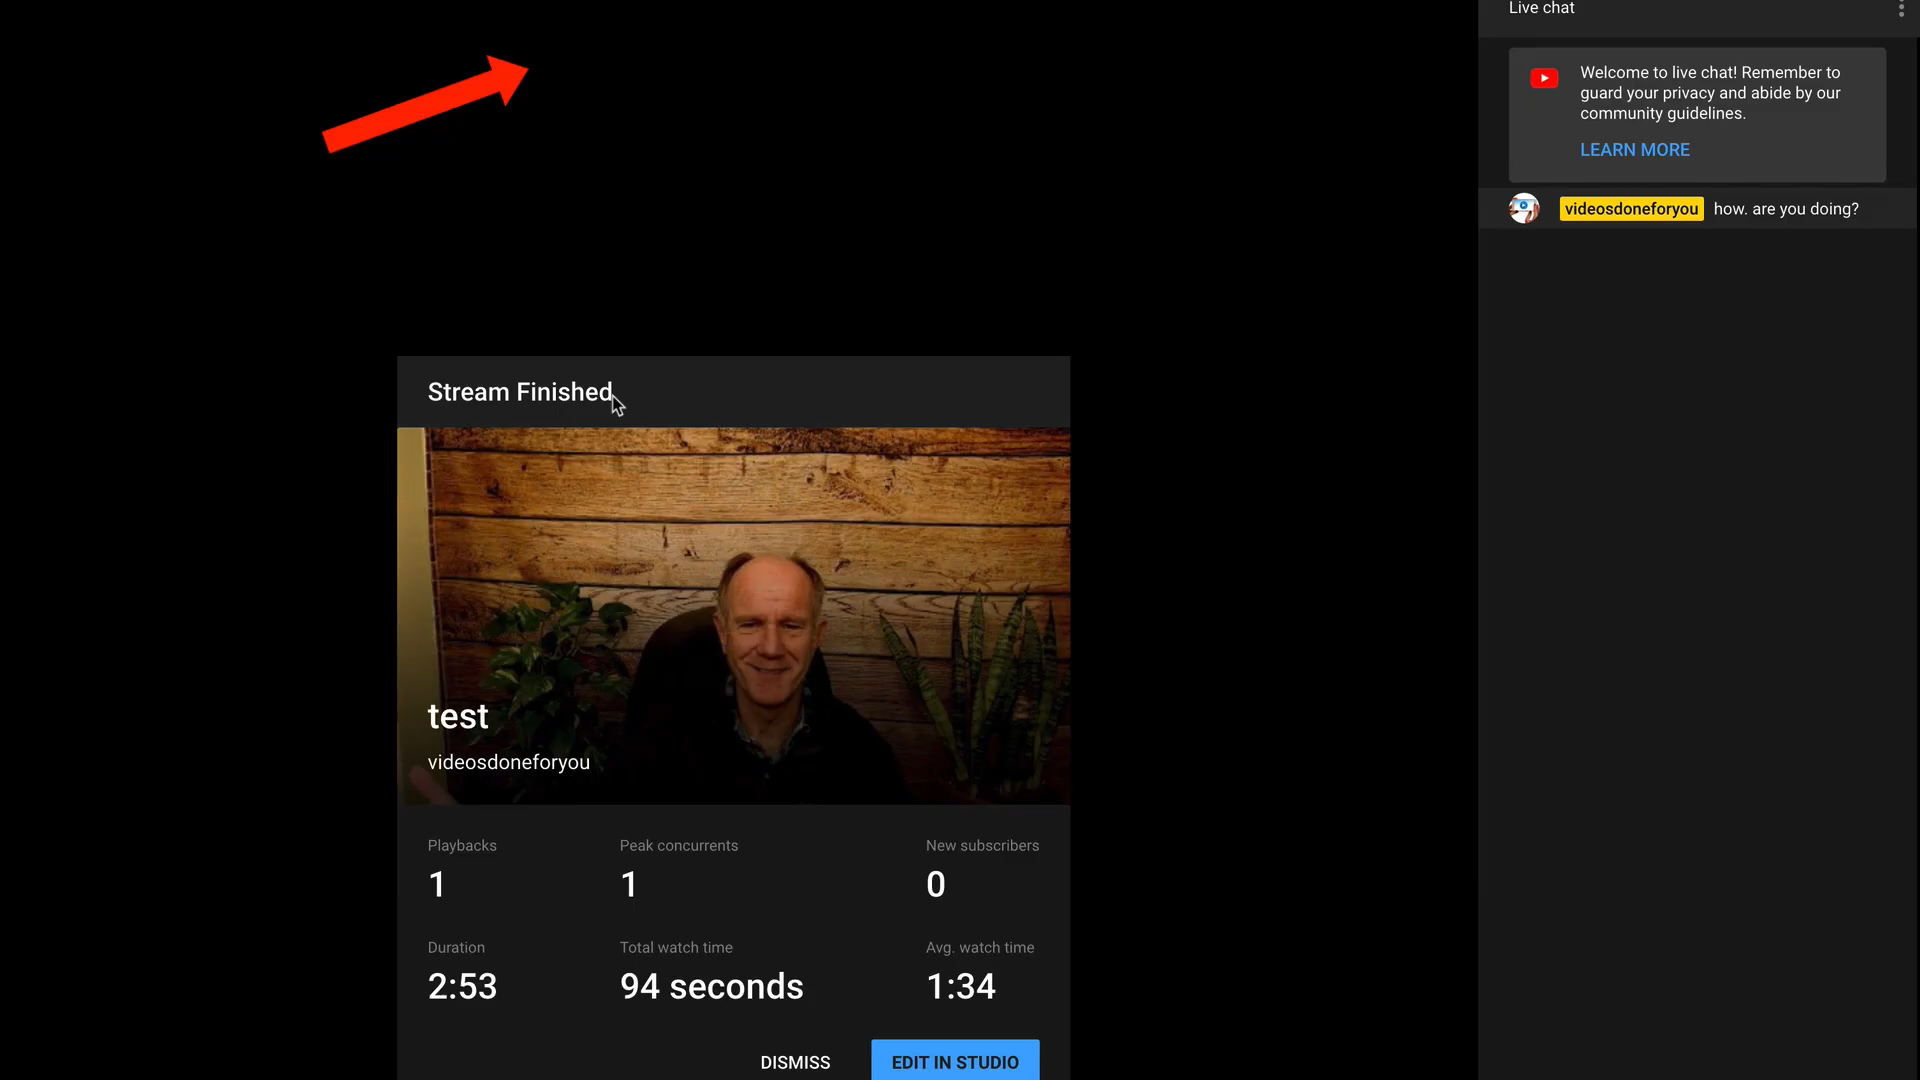 Live chat
Welcome to live chat! Remember to
guard your privacy and abide by our
community guidelines.
LEARN MORE
videosdoneforyou how. are you doing?
Stream Finished
test
videosdoneforyou
Playbacks Peak concurrents New subscribers
1 1 0
Duration Total watch time Avg. watch time
2:53 94 seconds 1:34
DISMISS EDIT IN STUDIO